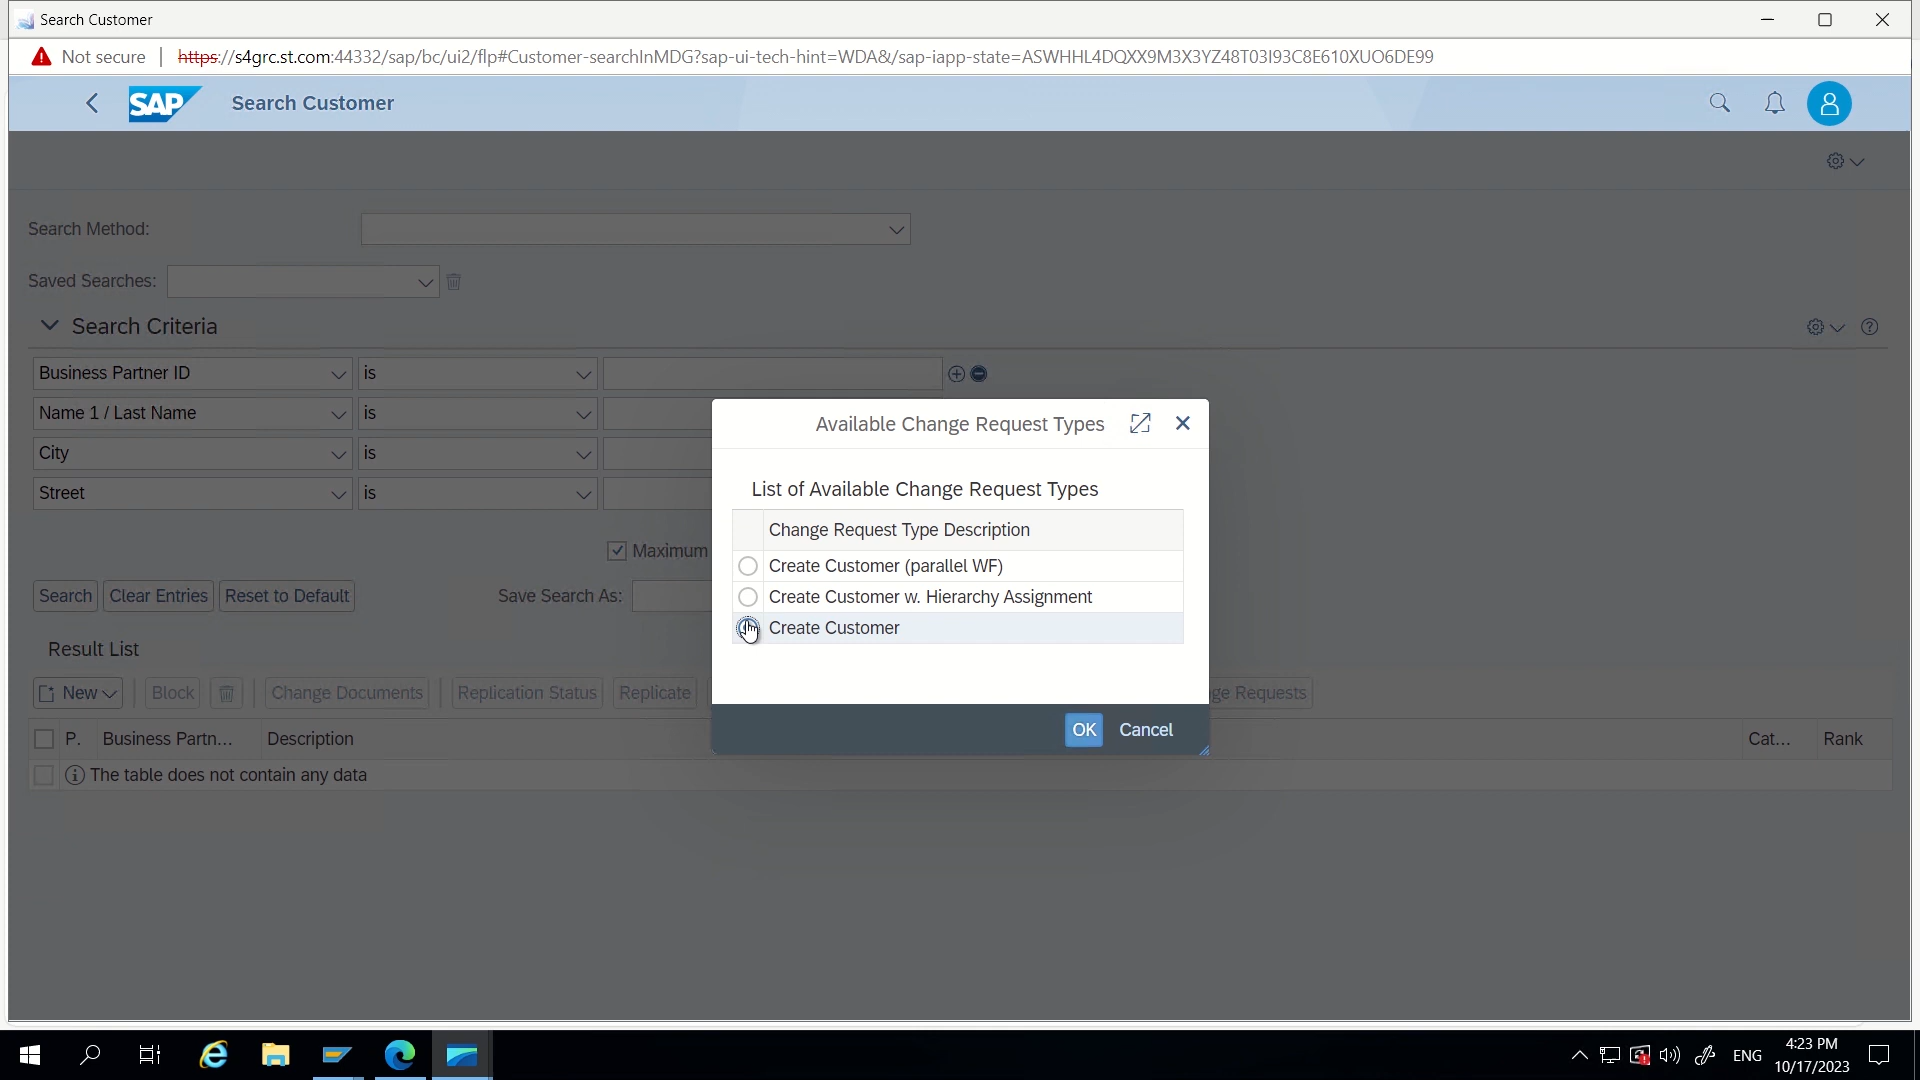 Search Customer
Not secure | https://s4grc.st.com:44332/sap/bc/ui2/flp#Customer-searchInMDG?sap-ui-tech-hint=WDA&/sap-iapp-state=ASWHHL4DQXX9M3X3YZ48T03I93C8E610XUO6DE99
SAP Search Customer
Search Method:
Saved Searches:
Search Criteria
Business Partner ID is
Name 1 / Last Name is
City is
Street is
Maximum
Search Clear Entries Reset to Default Save Search As:
Result List
New Block Change Documents Replication Status Replicate ge Requests
P. Business Partn... Description Cat... Rank
The table does not contain any data
Available Change Request Types
List of Available Change Request Types
Change Request Type Description
Create Customer (parallel WF)
Create Customer w. Hierarchy Assignment
Create Customer
OK Cancel
ENG
4:23 PM
10/17/2023